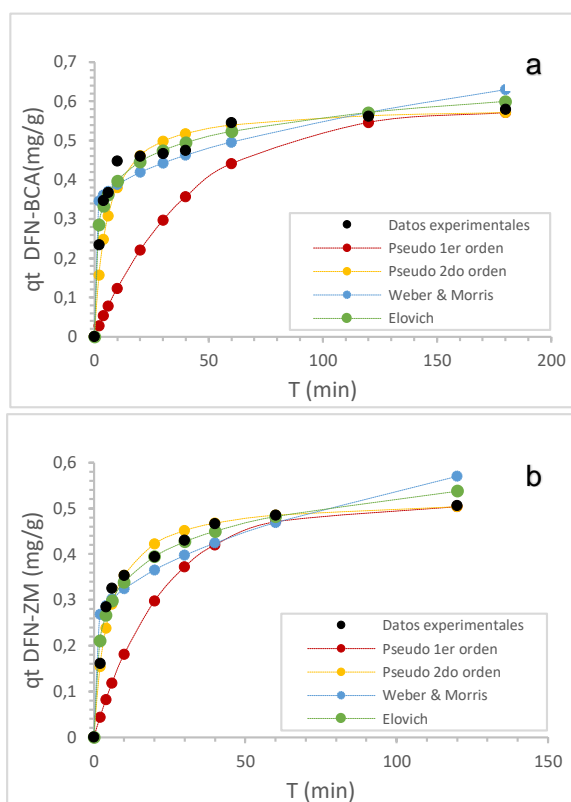 a
0,7
0,6
0,5
0,4
0,3
0,2
0,1
0
qt DFN-BCA(mg/g)
Datos experimentales
Pseudo 1er orden
Pseudo 2do orden
Weber & Morris
Elovich
0 50 100 150 200
T (min)
b
0,6
0,5
0,4
0,3
0,2
0,1
0
qt DFN-ZM (mg/g)
Datos experimentales
Pseudo 1er orden
Pseudo 2do orden
Weber & Morris
Elovich
0 50 100 150
T (min)